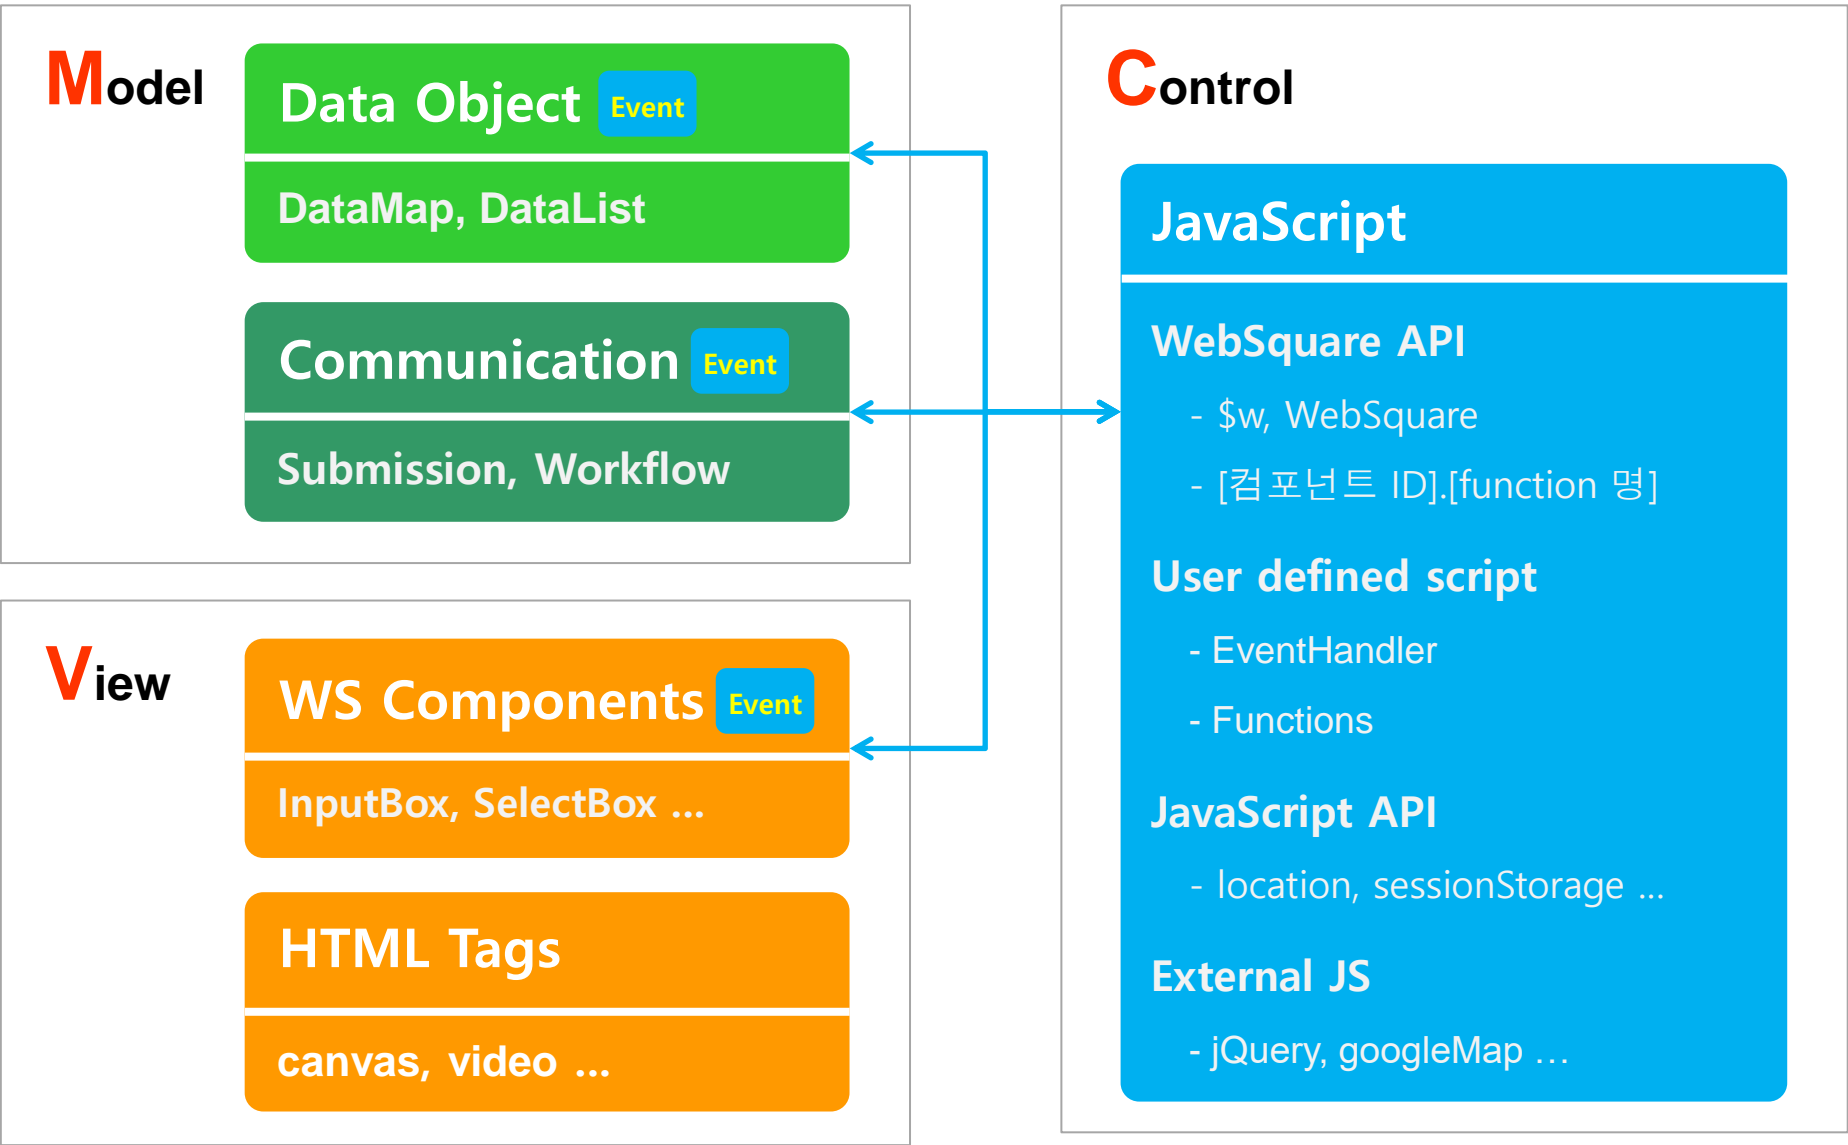 Model
Data Object Event
DataMap, DataList
Communication Event
Submission, Workflow
View
WS Components Event
InputBox, SelectBox ...
HTML Tags
canvas, video ...
Control
JavaScript
WebSquare API
- $w, WebSquare
- [컴포넌트 ID].[function 명]
User defined script
- EventHandler
- Functions
JavaScript API
- location, sessionStorage ...
External JS
- jQuery, googleMap …